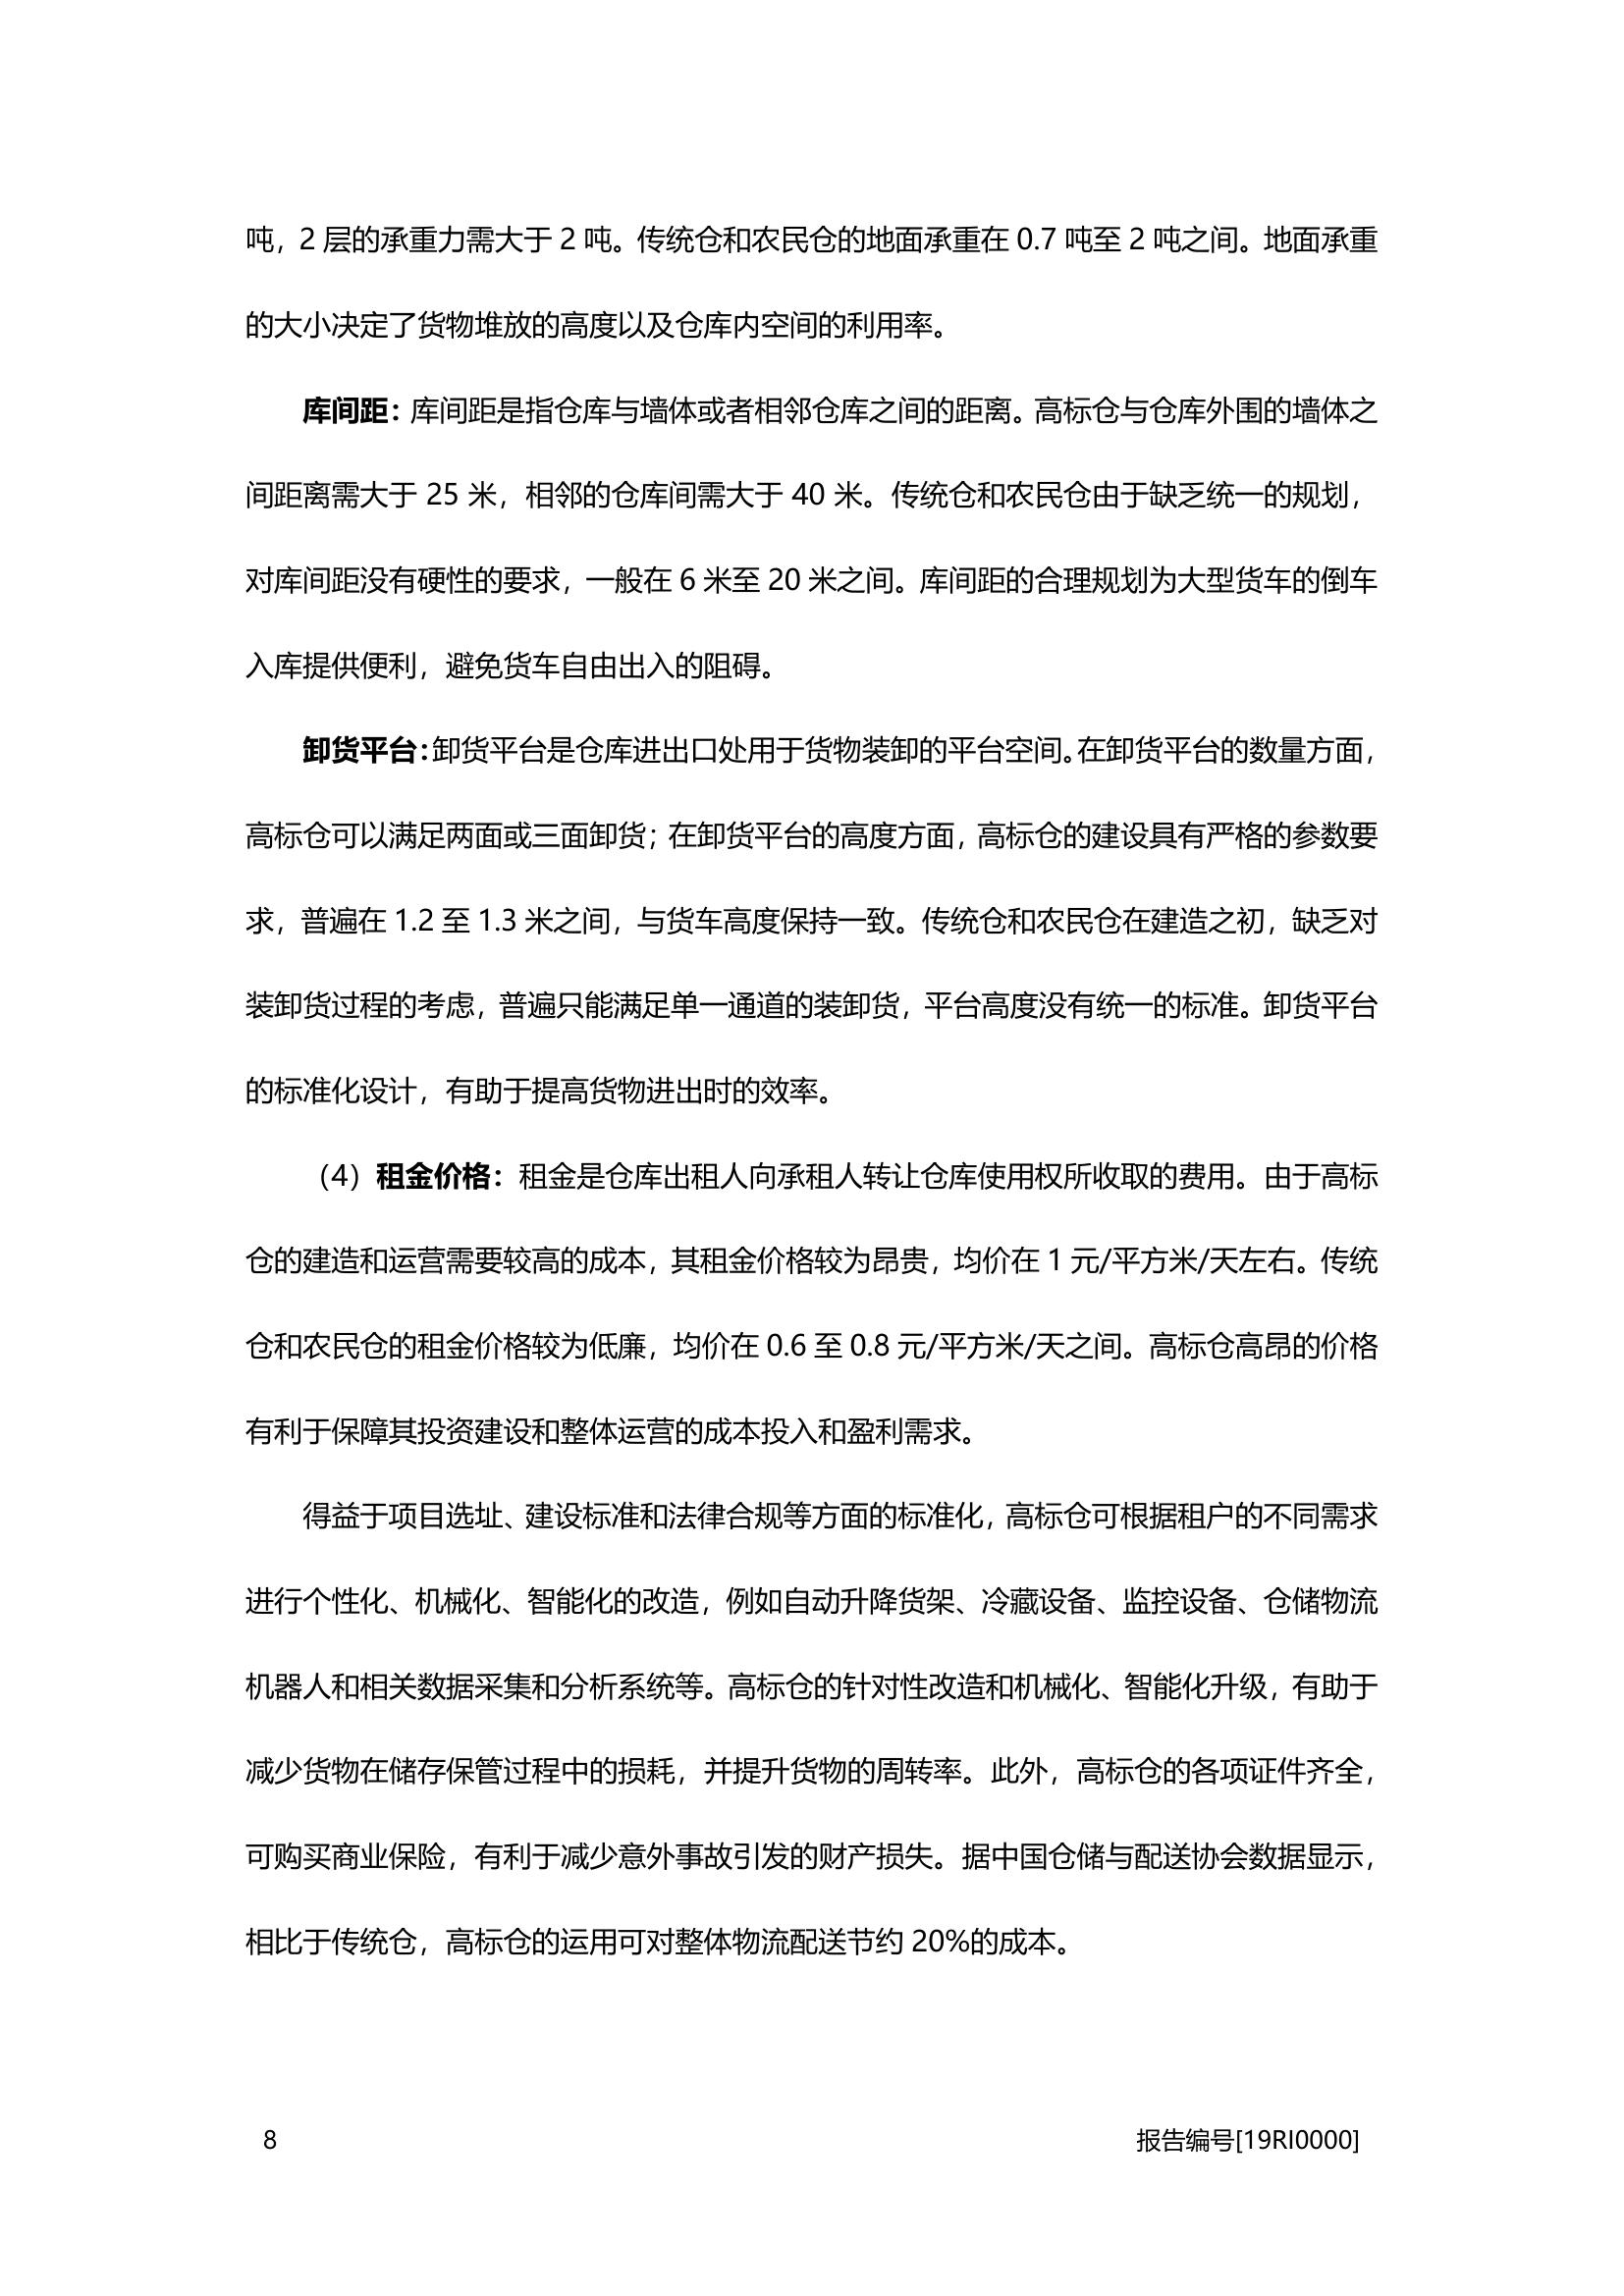 吨，2 层的承重力需大于 2 吨。传统仓和农民仓的地面承重在 0.7 吨至 2 吨之间。地面承重
的大小决定了货物堆放的高度以及仓库内空间的利用率。
库间距：库间距是指仓库与墙体或者相邻仓库之间的距离。高标仓与仓库外围的墙体之
间距离需大于 25 米，相邻的仓库间需大于 40 米。传统仓和农民仓由于缺乏统一的规划，
对库间距没有硬性的要求，一般在 6 米至 20 米之间。库间距的合理规划为大型货车的倒车
入库提供便利，避免货车自由出入的阻碍。
卸货平台：卸货平台是仓库进出口处用于货物装卸的平台空间。在卸货平台的数量方面，
高标仓可以满足两面或三面卸货；在卸货平台的高度方面，高标仓的建设具有严格的参数要
求，普遍在 1.2 至 1.3 米之间，与货车高度保持一致。传统仓和农民仓在建造之初，缺乏对
装卸货过程的考虑，普遍只能满足单一通道的装卸货，平台高度没有统一的标准。卸货平台
的标准化设计，有助于提高货物进出时的效率。
（4）租金价格：租金是仓库出租人向承租人转让仓库使用权所收取的费用。由于高标
仓的建造和运营需要较高的成本，其租金价格较为昂贵，均价在 1 元/平方米/天左右。传统
仓和农民仓的租金价格较为低廉，均价在 0.6 至 0.8 元/平方米/天之间。高标仓高昂的价格
有利于保障其投资建设和整体运营的成本投入和盈利需求。
得益于项目选址、建设标准和法律合规等方面的标准化，高标仓可根据租户的不同需求
进行个性化、机械化、智能化的改造，例如自动升降货架、冷藏设备、监控设备、仓储物流
机器人和相关数据采集和分析系统等。高标仓的针对性改造和机械化、智能化升级，有助于
减少货物在储存保管过程中的损耗，并提升货物的周转率。此外，高标仓的各项证件齐全，
可购买商业保险，有利于减少意外事故引发的财产损失。据中国仓储与配送协会数据显示，
相比于传统仓，高标仓的运用可对整体物流配送节约 20%的成本。
8 报告编号[19RI0000]